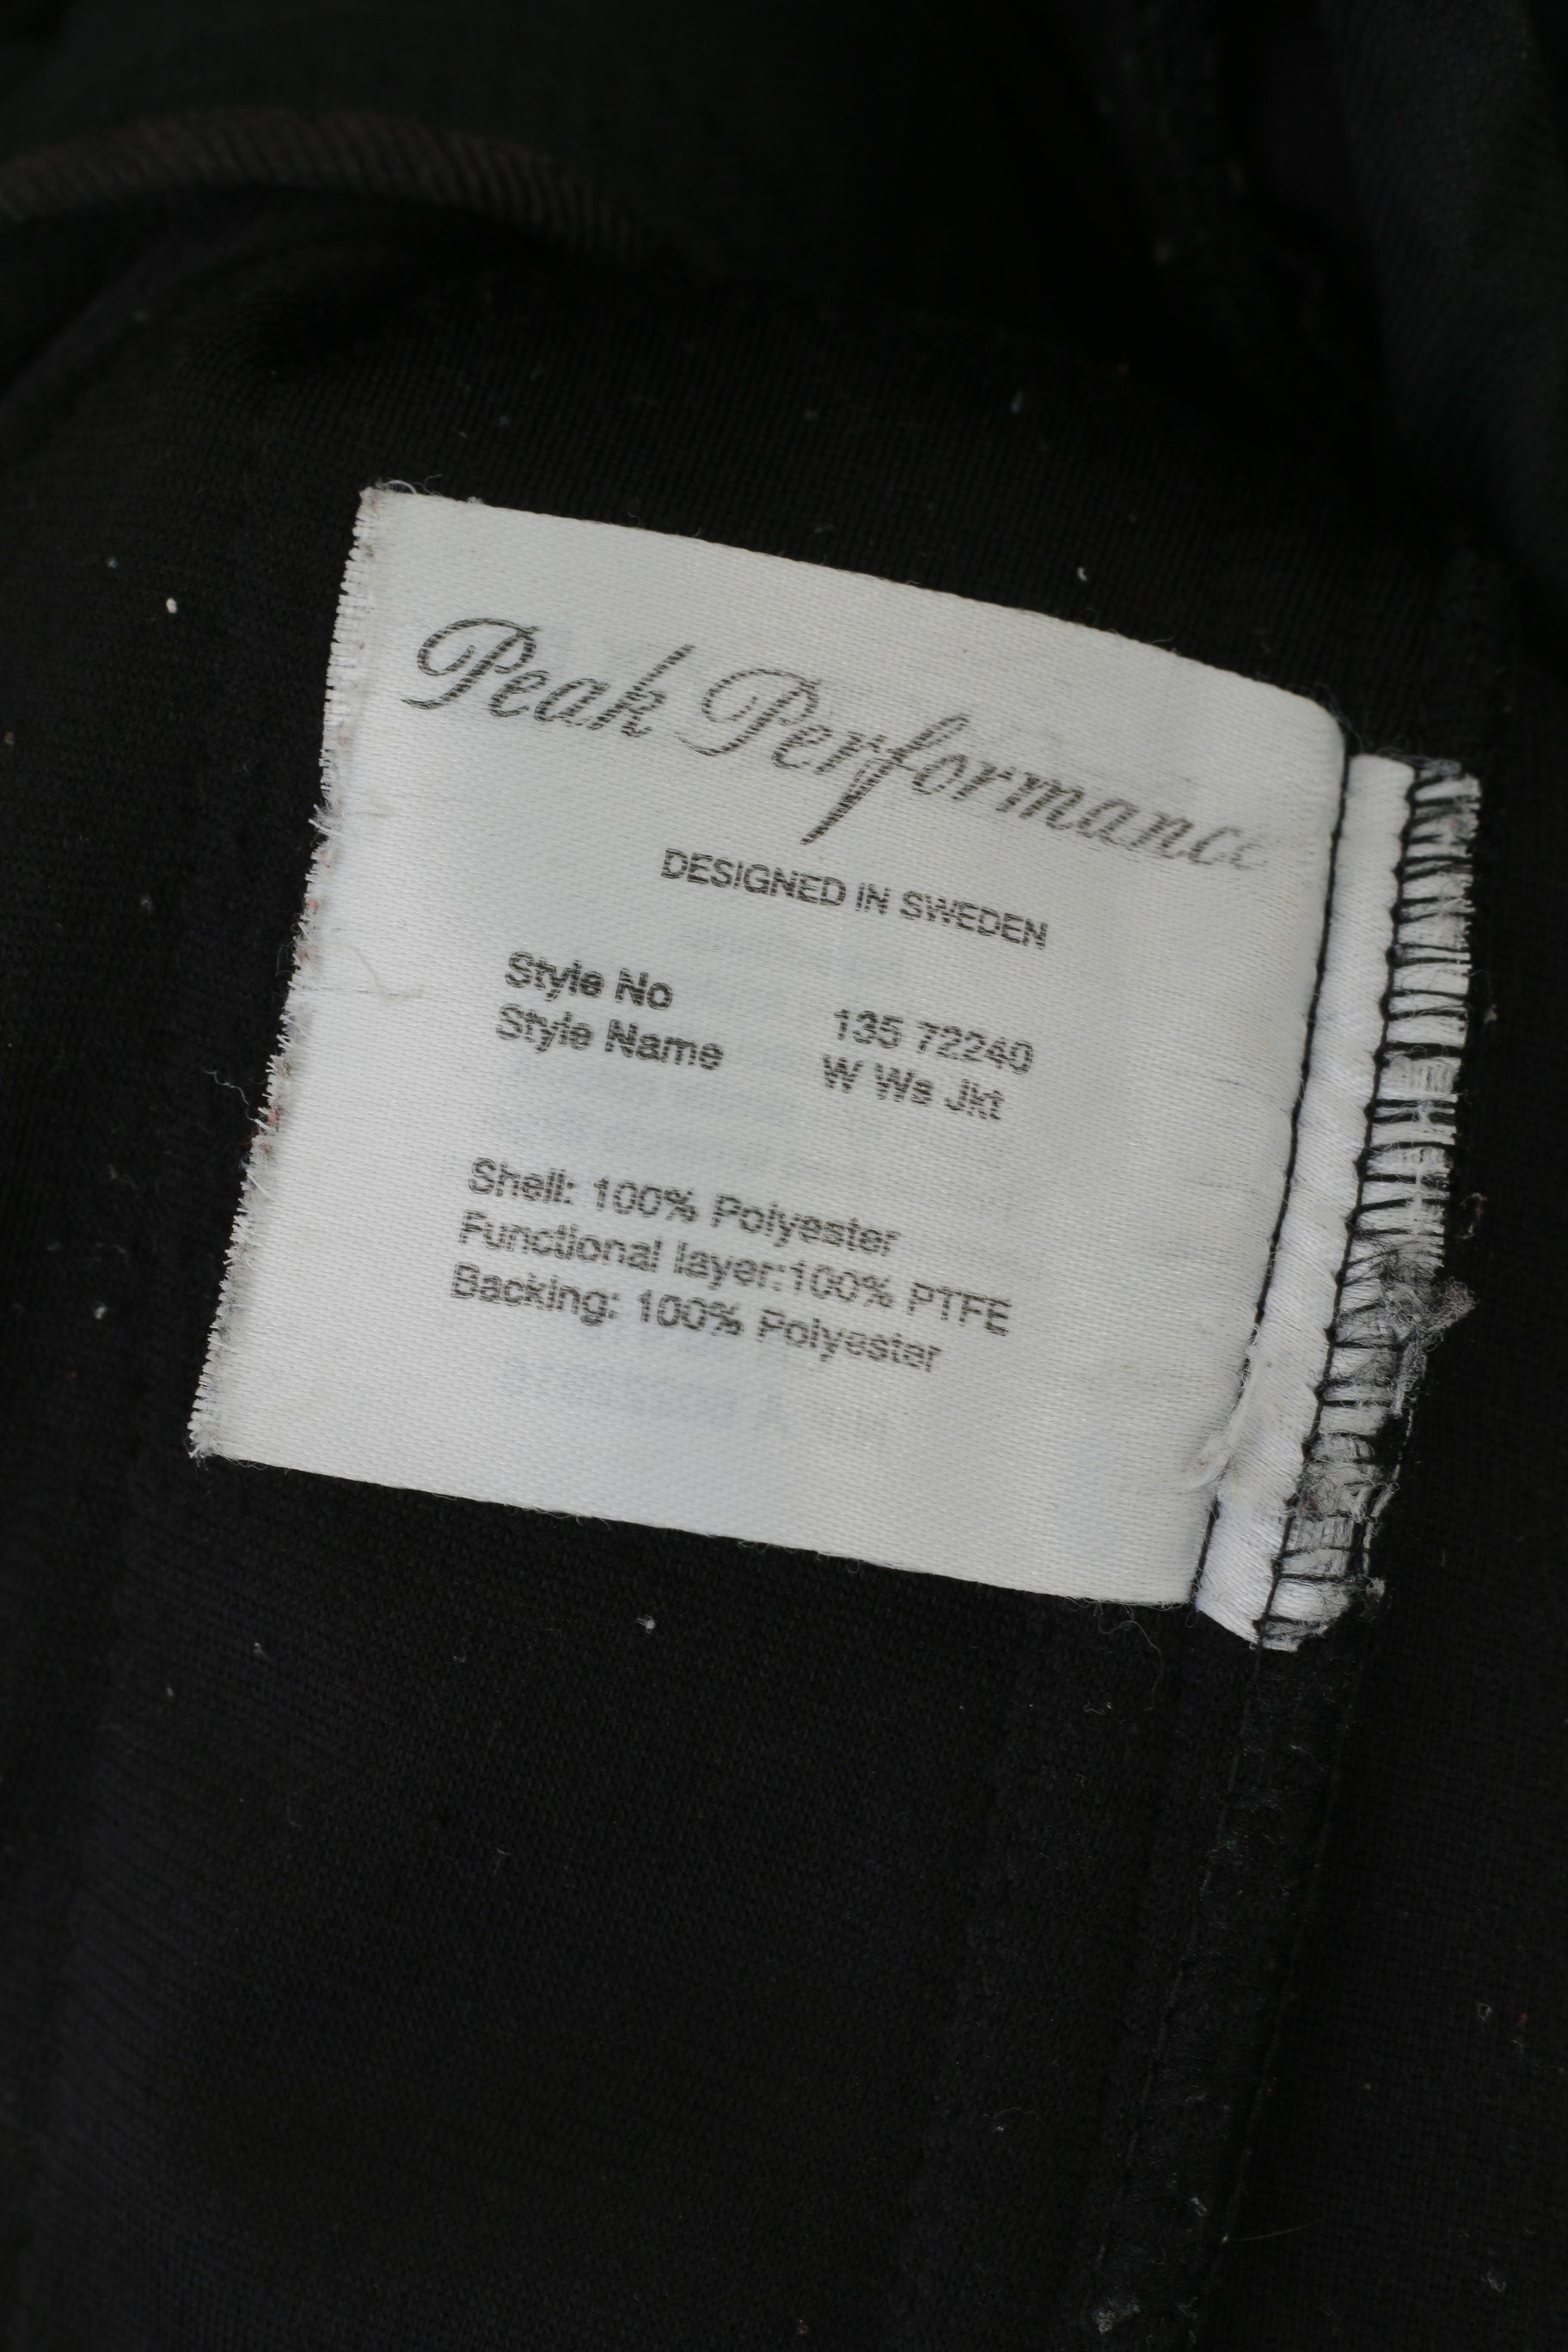 Peak Performance
DESIGNED IN SWEDEN
Style No 135 72240
Style Name W Ws Jkt
Shell: 100% Polyester
Functional layer:100% PTFE
Backing: 100% Polyester